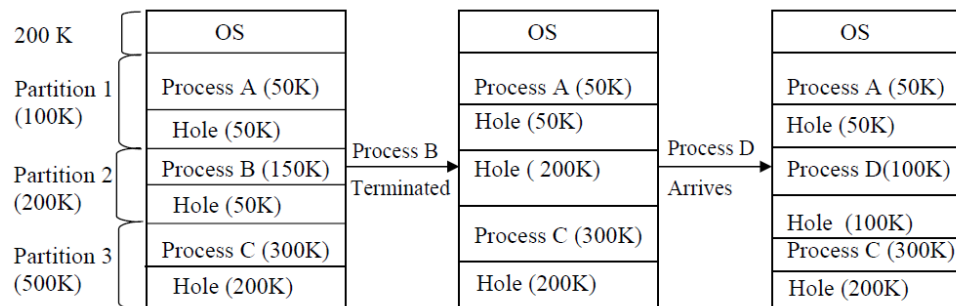 200 K
Partition 1
(100K)
Partition 2
(200K)
Partition 3
(500K)
OS
Process A (50K)
Hole (50K)
Process B (150K)
Hole (50K)
Process C (300K)
Hole (200K)
Process B
Terminated
OS
Process A (50K)
Hole (50K)
Hole ( 200K)
Process C (300K)
Hole (200K)
Process D
Arrives
OS
Process A (50K)
Hole (50K)
Process D(100K)
Hole (100K)
Process C (300K)
Hole (200K)